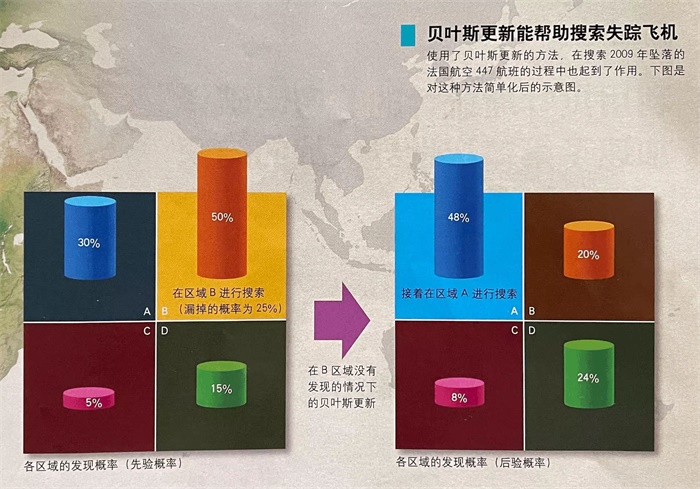 贝叶斯更新能帮助搜索失踪飞机
使用了贝叶斯更新的方法，在搜索 2009 年坠落的
法国航空 447 航班的过程中也起到了作用。下图是
对这种方法简单化后的示意图。
30%
50%
在区域 B 进行搜索
（漏掉的概率为 25%）
A
B
C
D
5%
15%
各区域的发现概率（先验概率）
在 B 区域没有
发现的情况下
的贝叶斯更新
48%
20%
接着在区域 A 进行搜索
A
B
C
D
8%
24%
各区域的发现概率（后验概率）